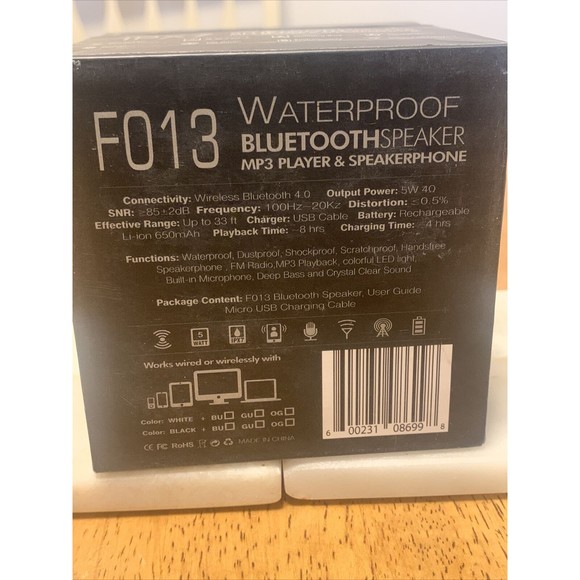 F013 WATERPROOF
BLUETOOTHSPEAKER
MP3 PLAYER & SPEAKERPHONE
Connectivity: Wireless Bluetooth 4.0 Output Power: 5W 4Ω
SNR: ≥85±2dB Frequency: 100Hz~20Kz Distortion: ≥0.5%
Effective Range: Up to 33 ft Charger: USB Cable Battery: Rechargeable
Li-ion 650mAh Playback Time: ~8 hrs Charging Time: ~4 hrs
Functions: Waterproof, Dustproof, Shockproof, Scratchproof, Handsfree
Speakerphone , FM Radio,MP3 Playback, colorful LED light,
Built-in Microphone, Deep Bass and Crystal Clear Sound
Package Content: F013 Bluetooth Speaker, User Guide
Micro USB Charging Cable
5 WATT IPX7
Works wired or wirelessly with
Color: WHITE + BU GU OG
Color: BLACK + BU GU OG
CE FC RoHS MADE IN CHINA
6 00231 08699 8